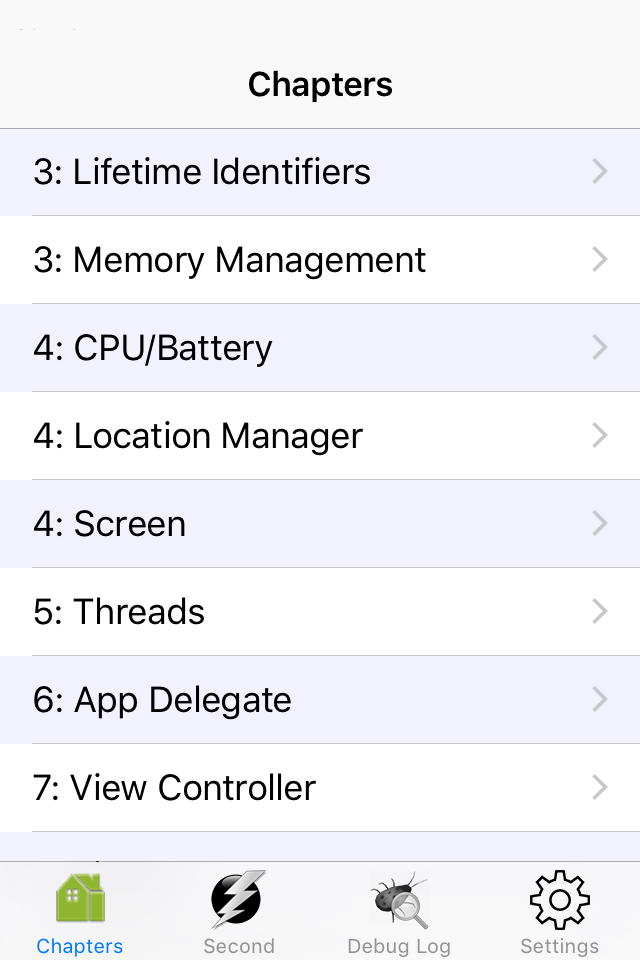 Chapters
3: Lifetime Identifiers
3: Memory Management
4: CPU/Battery
4: Location Manager
4: Screen
5: Threads
6: App Delegate
7: View Controller
Chapters
Second
Debug Log
Settings